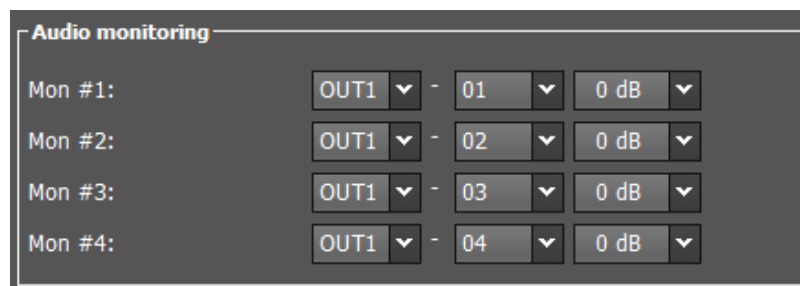 Audio monitoring
Mon #1: OUT1 - 01 0 dB
Mon #2: OUT1 - 02 0 dB
Mon #3: OUT1 - 03 0 dB
Mon #4: OUT1 - 04 0 dB